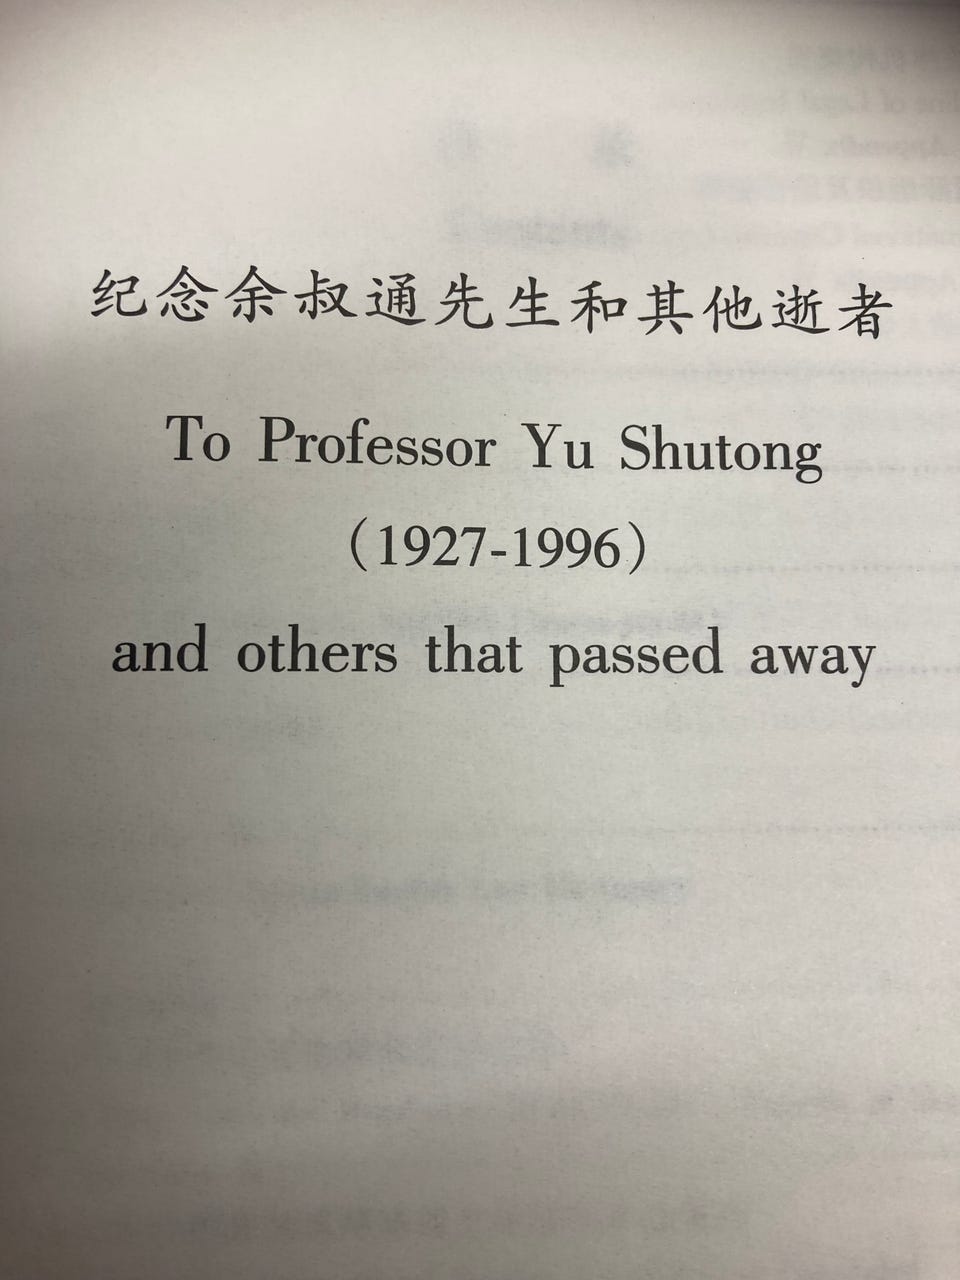 纪念余叔通先生和其他逝者
To Professor Yu Shutong
（1927-1996）
and others that passed away